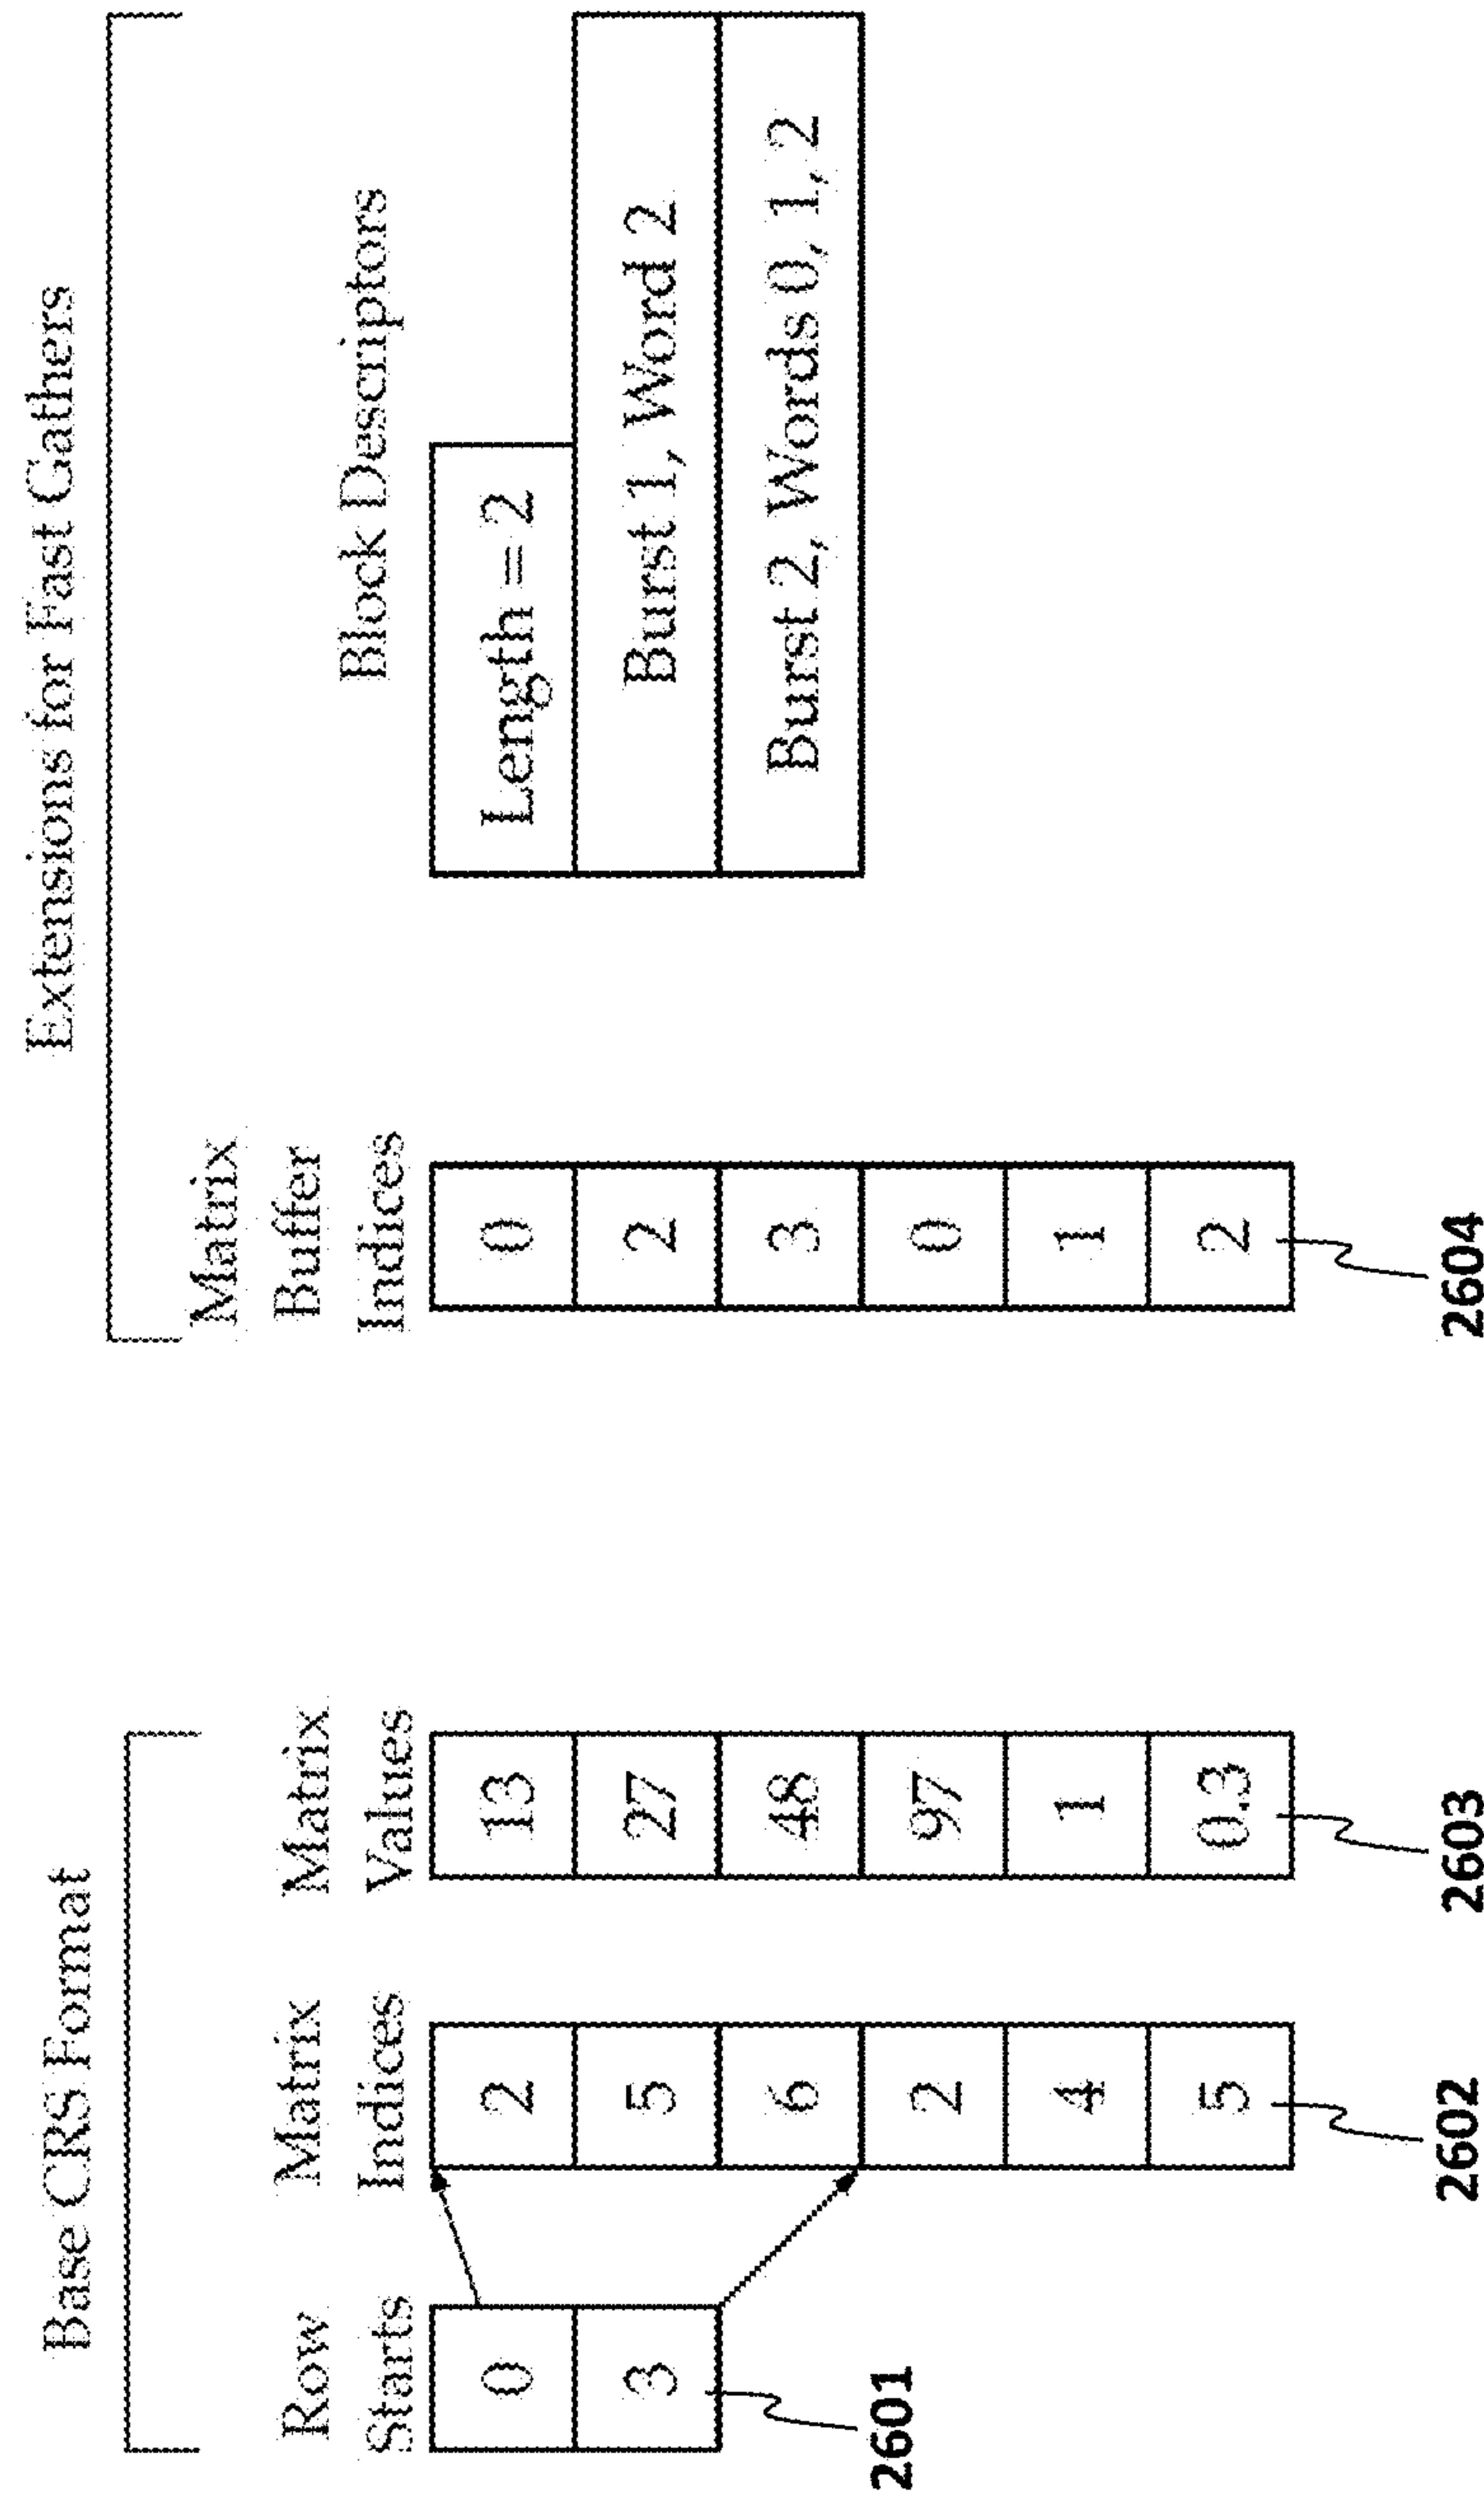 Base CRS Format
Extensions for Fast Gathers
Row
Starts
0
3
2601
Matrix
Indices
2
5
6
2
4
5
2602
Matrix
Values
13
27
48
97
1
0.3
2603
Matrix
Buffer
Indices
0
2
3
0
1
2
2604
Block Descriptors
Length = 2
Burst 1, Word 2
Burst 2, Words 0, 1, 2